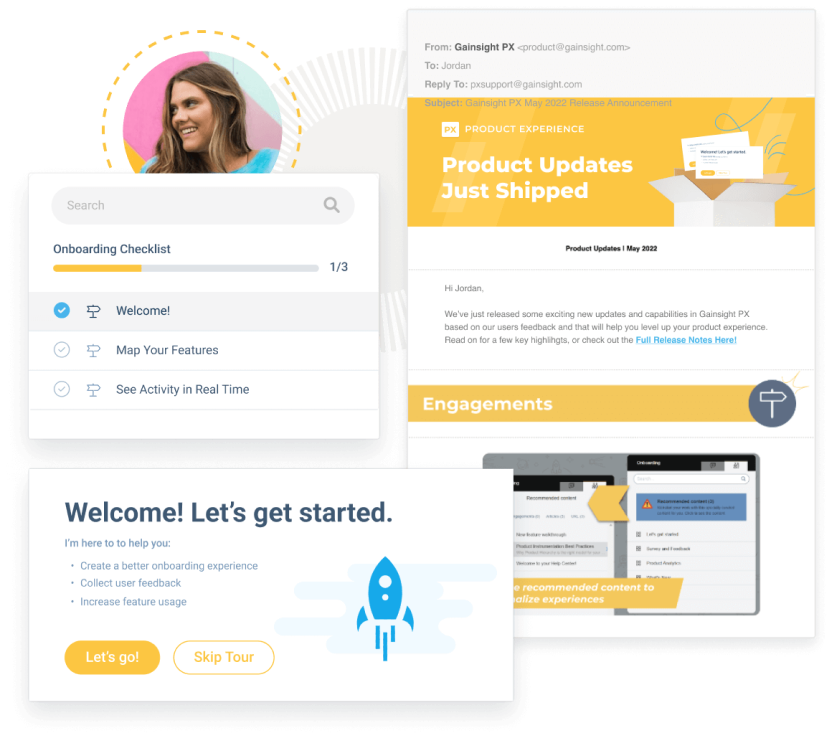 Search
Onboarding Checklist
1/3
Welcome!
Map Your Features
See Activity in Real Time
Welcome! Let's get started.
I'm here to to help you:
• Create a better onboarding experience
• Collect user feedback
• Increase feature usage
Let's go!
Skip Tour
From: Gainsight PX <product@gainsight.com>
To: Jordan
Reply To: pxsupport@gainsight.com
Subject: Gainsight PX May 2022 Release Announcement
PX PRODUCT EXPERIENCE
Product Updates
Just Shipped
Welcome! Let's get started.
Product Updates | May 2022
Hi Jordan,
We've just released some exciting new updates and capabilities in Gainsight PX
based on our users feedback and that will help you level up your product experience.
Read on for a few key highlihgts, or check out the Full Release Notes Here!
Engagements
Recommended content
New feature walkthrough
Product Instrumentation Best Practices
Welcome to your Help Center!
Onboarding
Search
Recommended content (3)
Let's get started
Survey and Feedback
Product Analytics
e recommended content to
nalize experiences